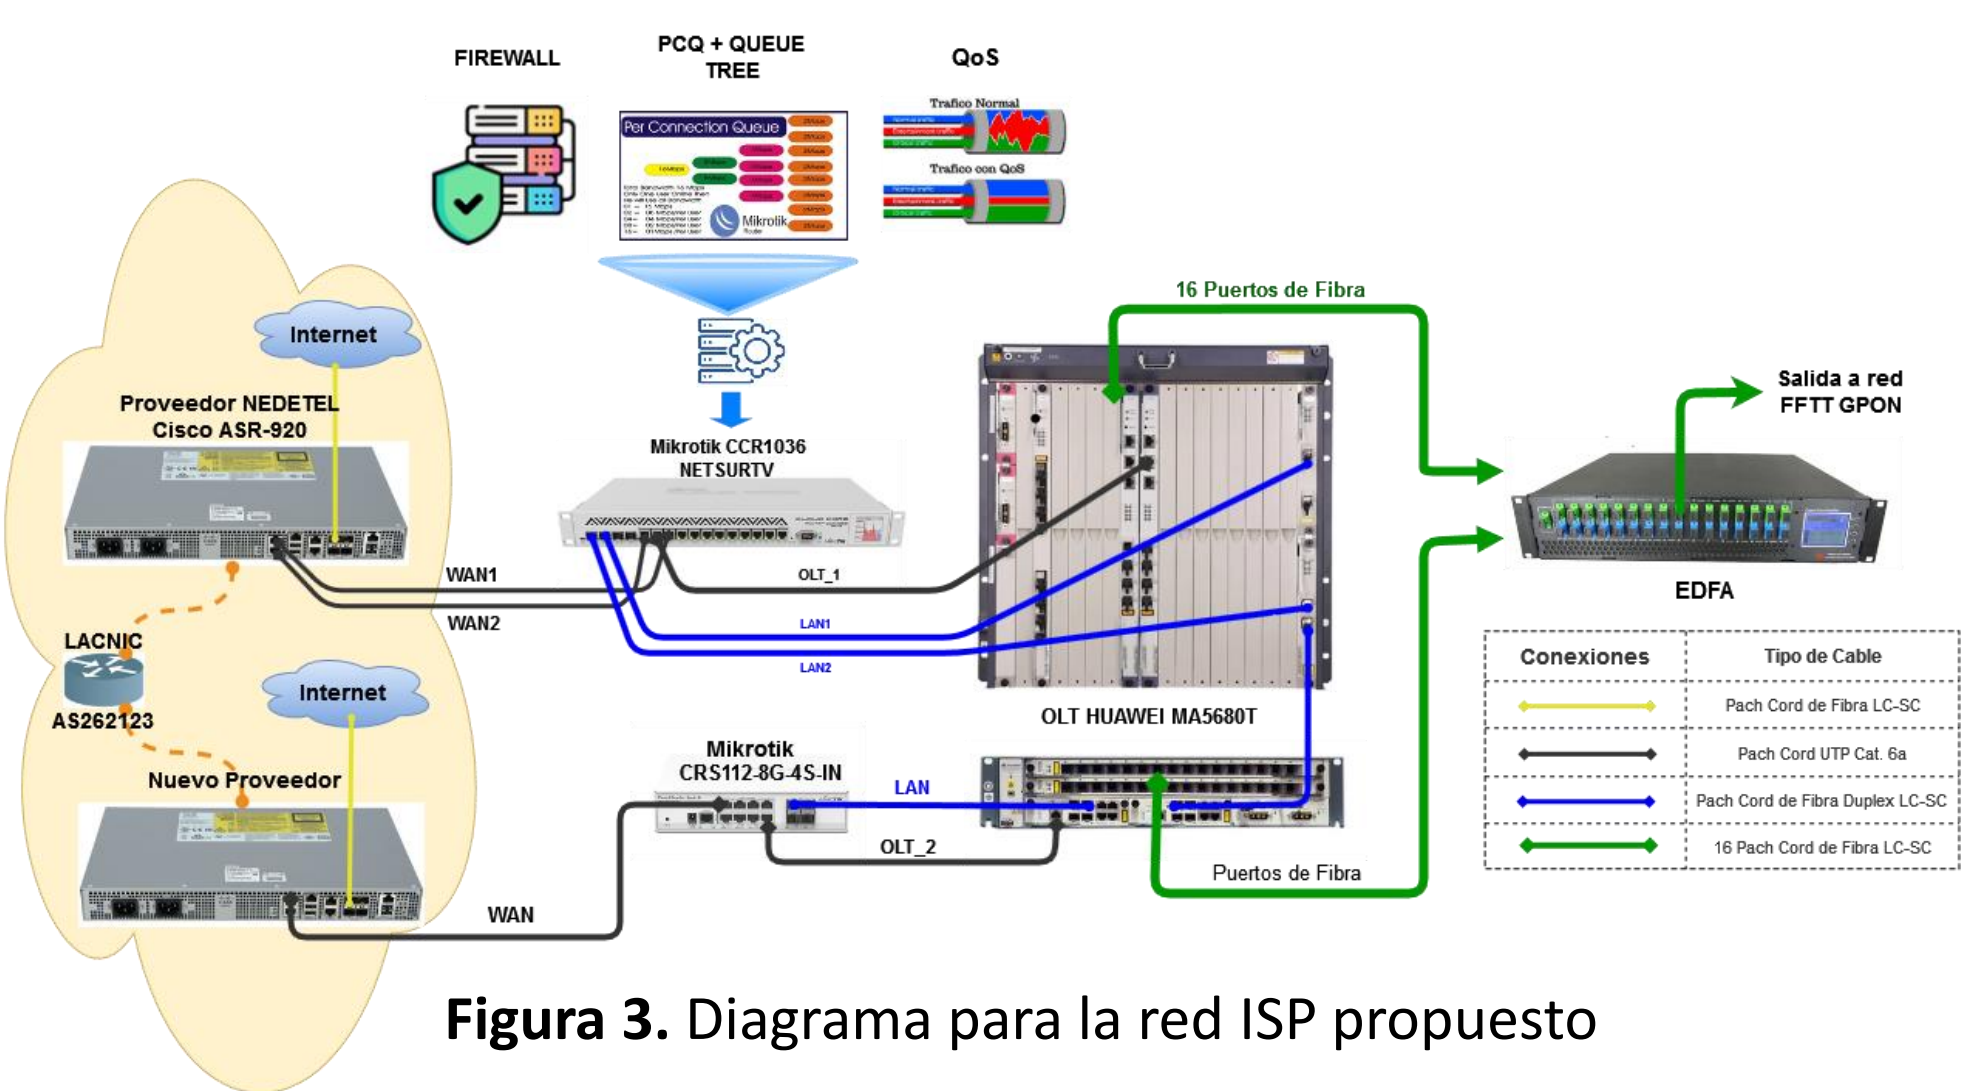 FIREWALL
PCQ + QUEUE
TREE
QoS
Per Connection Queue
Mikrotik
Router
Trafico Normal
Trafico con QoS
16 Puertos de Fibra
Internet
Proveedor NEDETEL
Cisco ASR-920
Mikrotik CCR1036
NETSURTV
Salida a red
FFTT GPON
EDFA
WAN1
WAN2
OLT_1
LAN1
LAN2
LACNIC
AS262123
Internet
Nuevo Proveedor
OLT HUAWEI MA5680T
Mikrotik
CRS112-8G-4S-IN
LAN
OLT_2
WAN
Puertos de Fibra
Conexiones
Tipo de Cable
Pach Cord de Fibra LC-SC
Pach Cord UTP Cat. 6a
Pach Cord de Fibra Duplex LC-SC
16 Pach Cord de Fibra LC-SC
Figura 3. Diagrama para la red ISP propuesto